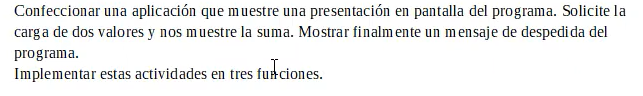 Confeccionar una aplicación que muestre una presentación en pantalla del programa. Solicite la
carga de dos valores y nos muestre la suma. Mostrar finalmente un mensaje de despedida del
programa.
Implementar estas actividades en tres funciones.